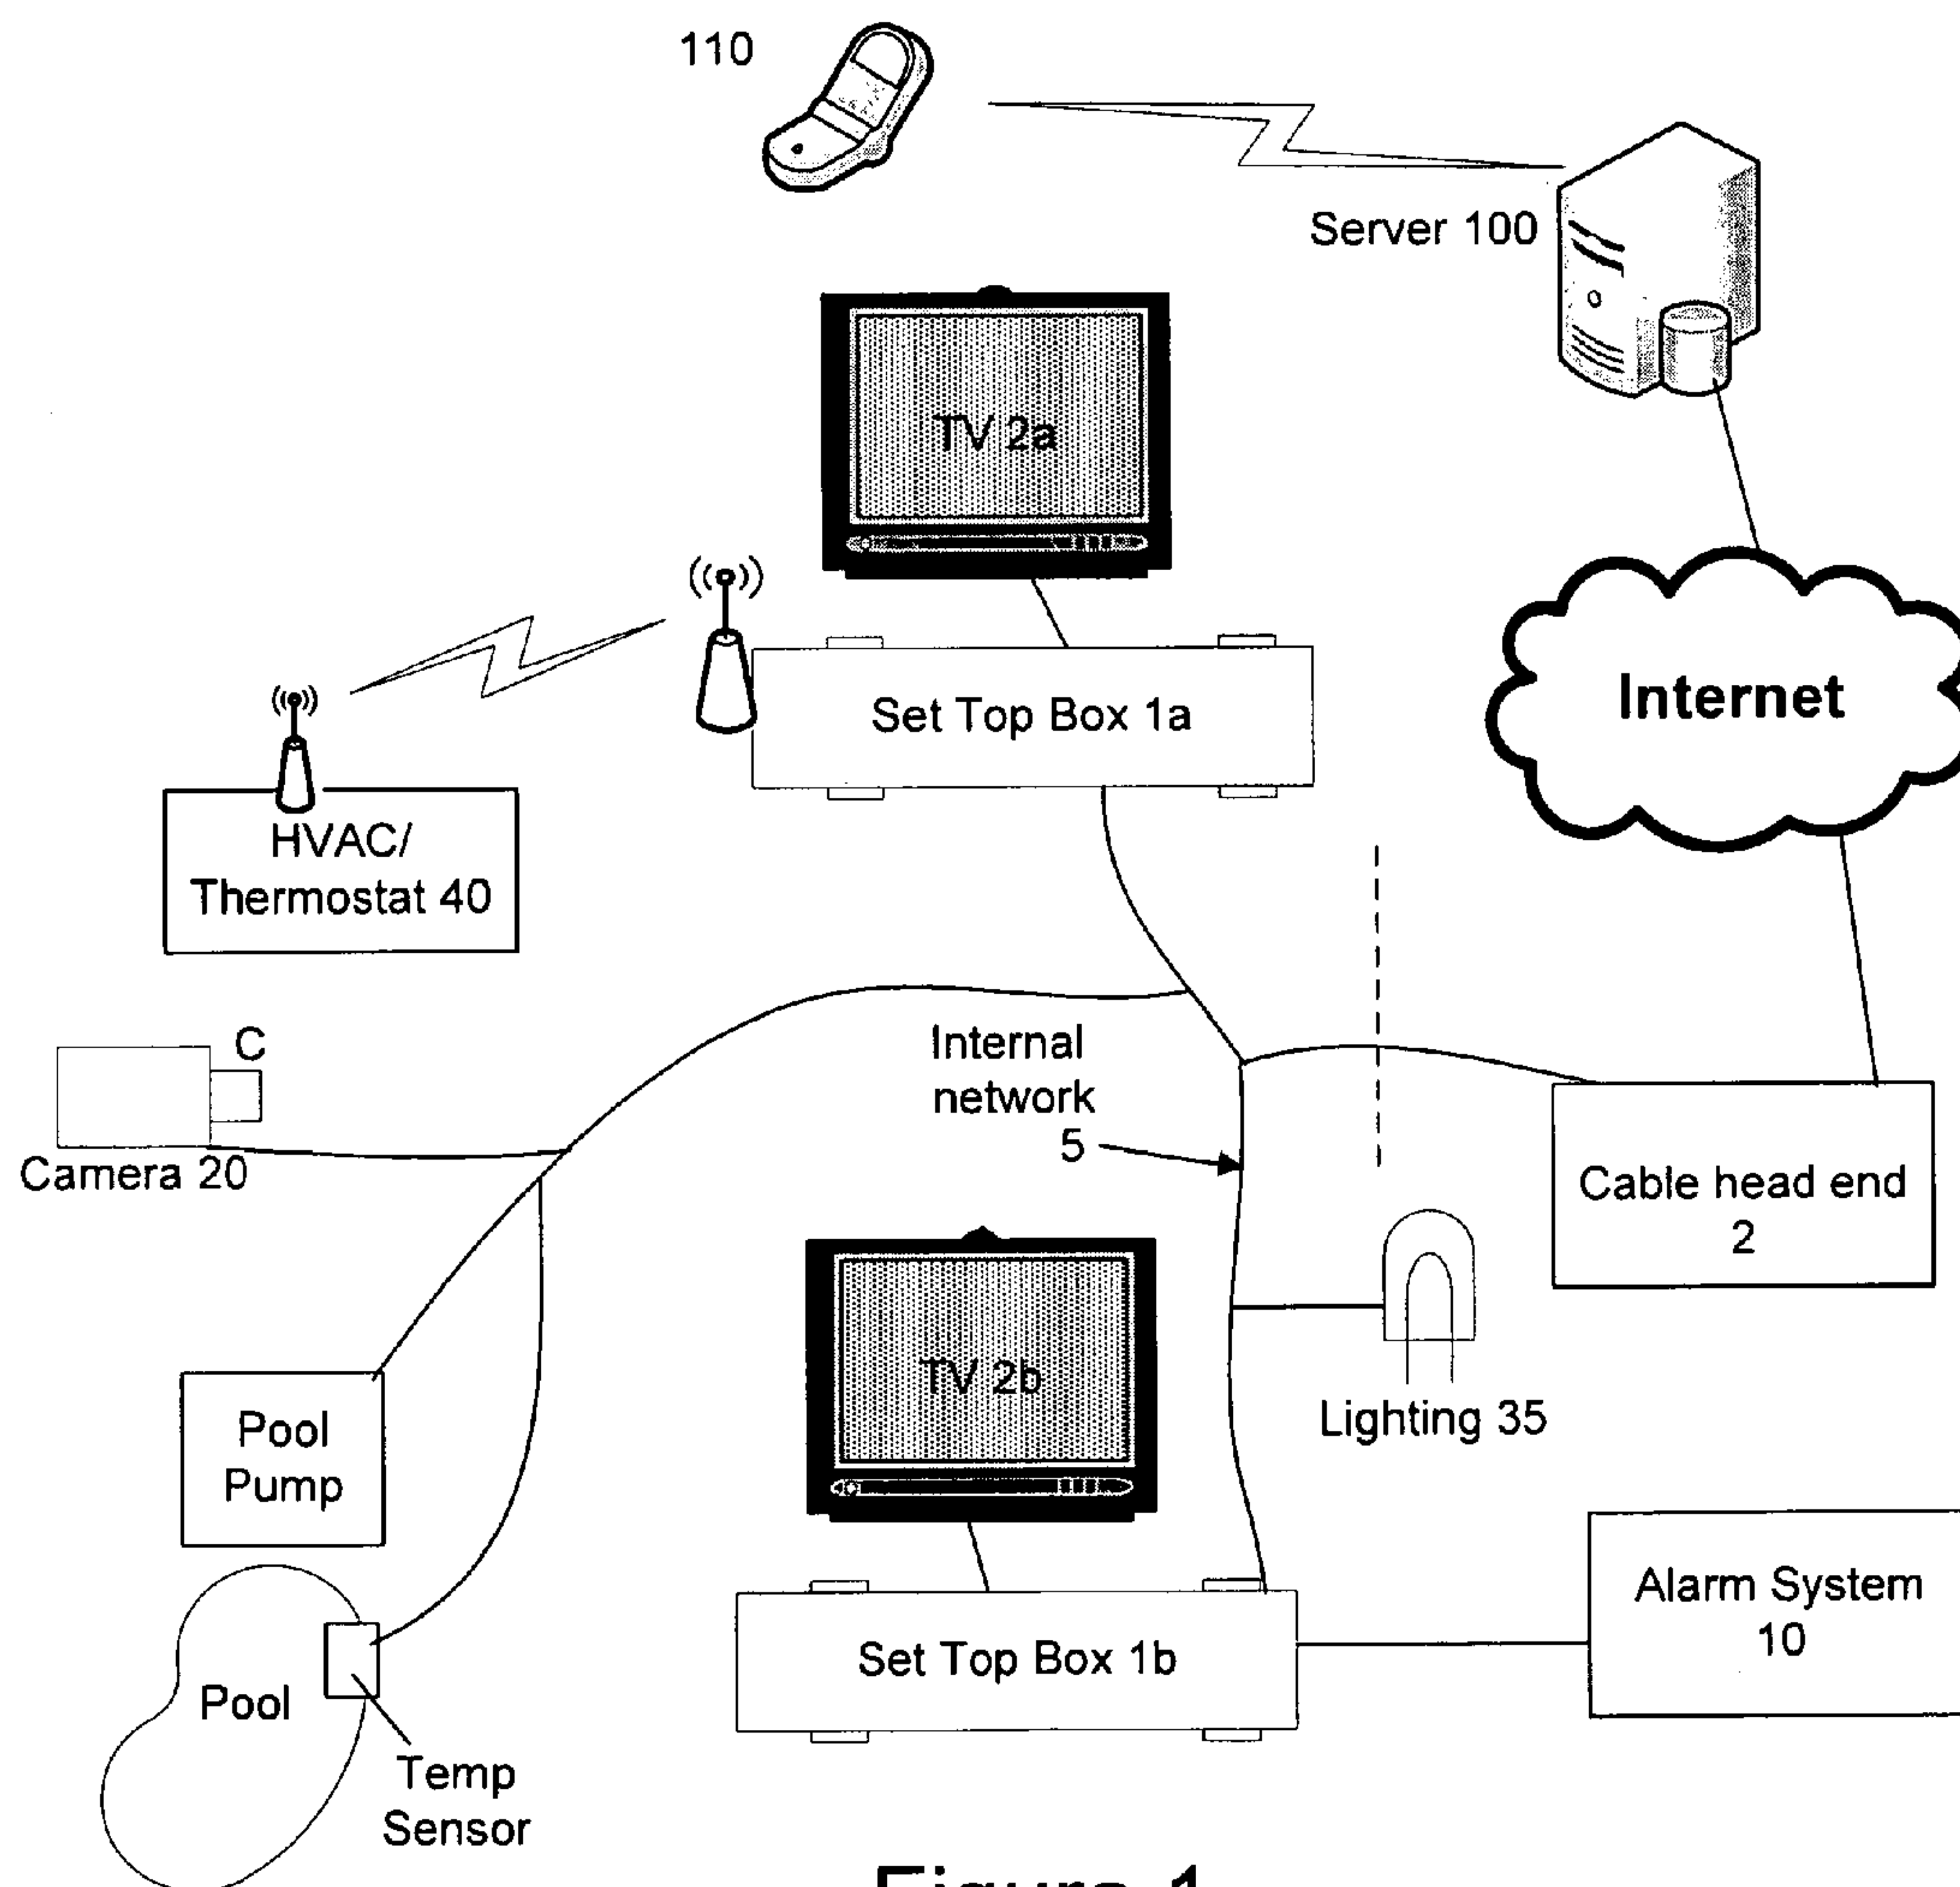 110
Server 100
TV 2a
Set Top Box 1a
Internet
HVAC/
Thermostat 40
C
Camera 20
Internal
network
5
Cable head end
2
TV 2b
Lighting 35
Pool
Pump
Alarm System
10
Set Top Box 1b
Pool
Temp
Sensor
Figure 1